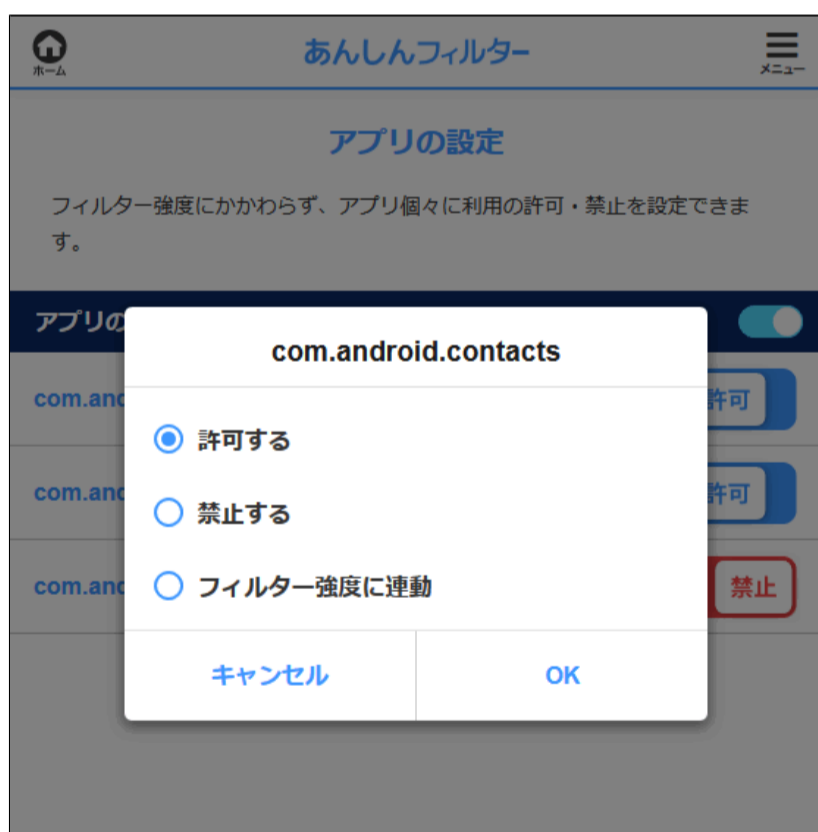 ホーム
あんしんフィルター
メニュー
アプリの設定
フィルター強度にかかわらず、アプリ個々に利用の許可・禁止を設定できま
す。
アプリの
com.android.contacts
com.and
許可
許可する
com.and
許可
禁止する
com.and
禁止
フィルター強度に連動
キャンセル
OK